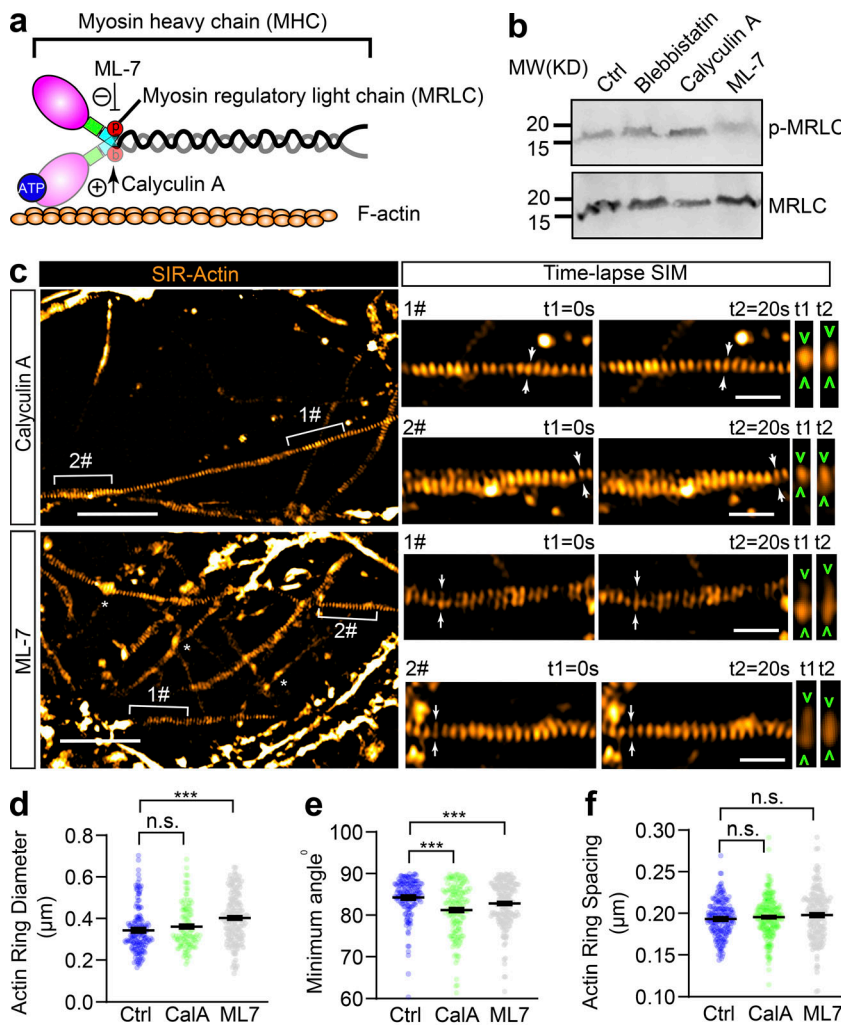 a
Myosin heavy chain (MHC)
ML-7
Myosin regulatory light chain (MRLC)
p
b
ATP
Calyculin A
F-actin
b
MW(KD)
Ctrl
Blebbistatin
Calyculin A
ML-7
20
15
p-MRLC
20
15
MRLC
c
SIR-Actin
Time-lapse SIM
Calyculin A
1#
2#
1# t1=0s t2=20s t1 t2
2# t1=0s t2=20s t1 t2
ML-7
*
*
*
2#
1#
1# t1=0s t2=20s t1 t2
2# t1=0s t2=20s t1 t2
d
Actin Ring Diameter
(μm)
0.8
0.6
0.4
0.2
0.0
***
n.s.
Ctrl CalA ML7
e
Minimum angle°
100
90
80
70
60
***
***
Ctrl CalA ML7
f
Actin Ring Spacing
(μm)
0.30
0.25
0.20
0.15
0.10
n.s.
n.s.
Ctrl CalA ML7